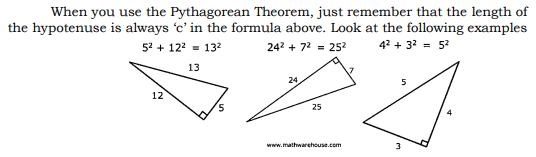 When you use the Pythagorean Theorem, just remember that the length of
the hypotenuse is always ‘c’ in the formula above. Look at the following examples
5² + 12² = 13² 24² + 7² = 25² 4² + 3² = 5²
13
12
5
24
7
25
5
4
3
www.mathwarehouse.com